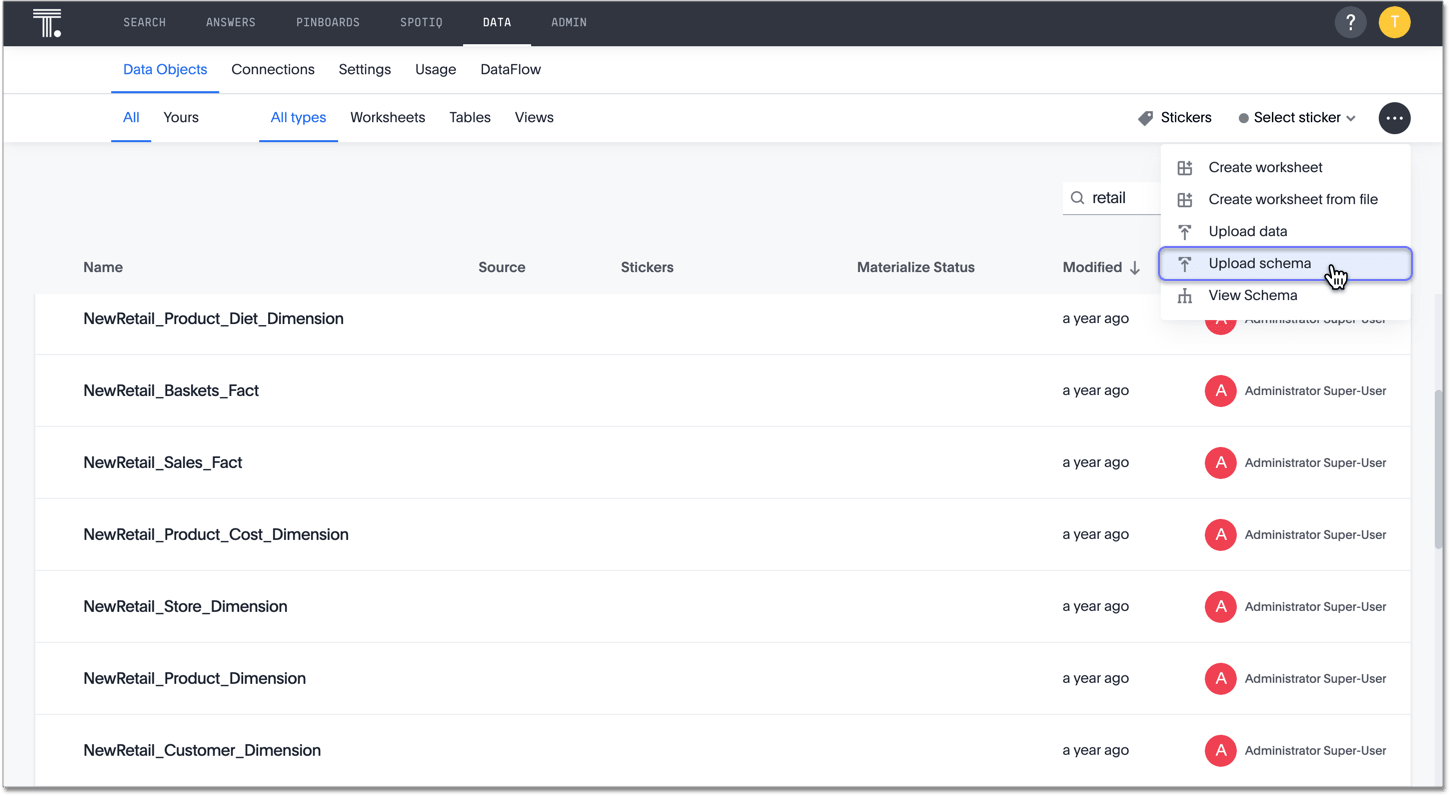 T.
SEARCH ANSWERS PINBOARDS SPOTIQ DATA ADMIN ? T
Data Objects Connections Settings Usage DataFlow
All Yours All types Worksheets Tables Views Stickers Select sticker
Create worksheet
retail Create worksheet from file
Upload data
Upload schema
Name Source Stickers Materialize Status Modified
View Schema
NewRetail_Product_Diet_Dimension a year ago A Administrator Super-User
NewRetail_Baskets_Fact a year ago A Administrator Super-User
NewRetail_Sales_Fact a year ago A Administrator Super-User
NewRetail_Product_Cost_Dimension a year ago A Administrator Super-User
NewRetail_Store_Dimension a year ago A Administrator Super-User
NewRetail_Product_Dimension a year ago A Administrator Super-User
NewRetail_Customer_Dimension a year ago A Administrator Super-User